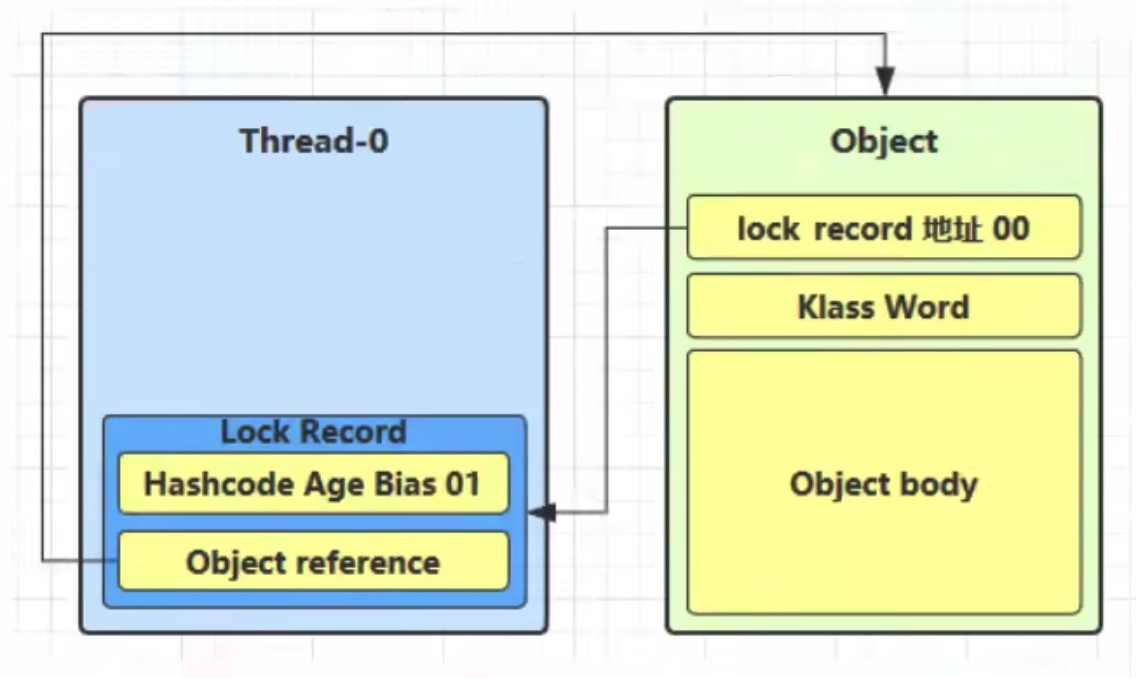 Thread-0
Lock Record
Hashcode Age Bias 01
Object reference
Object
lock record 地址 00
Klass Word
Object body